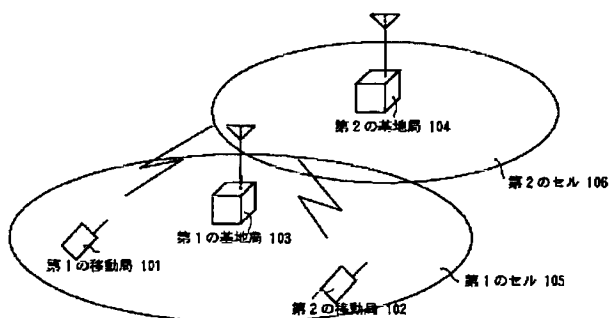 第2の基地局 104
第2のセル 106
第1の基地局 103
第1の移動局 101
第1のセル 105
第2の移動局 102